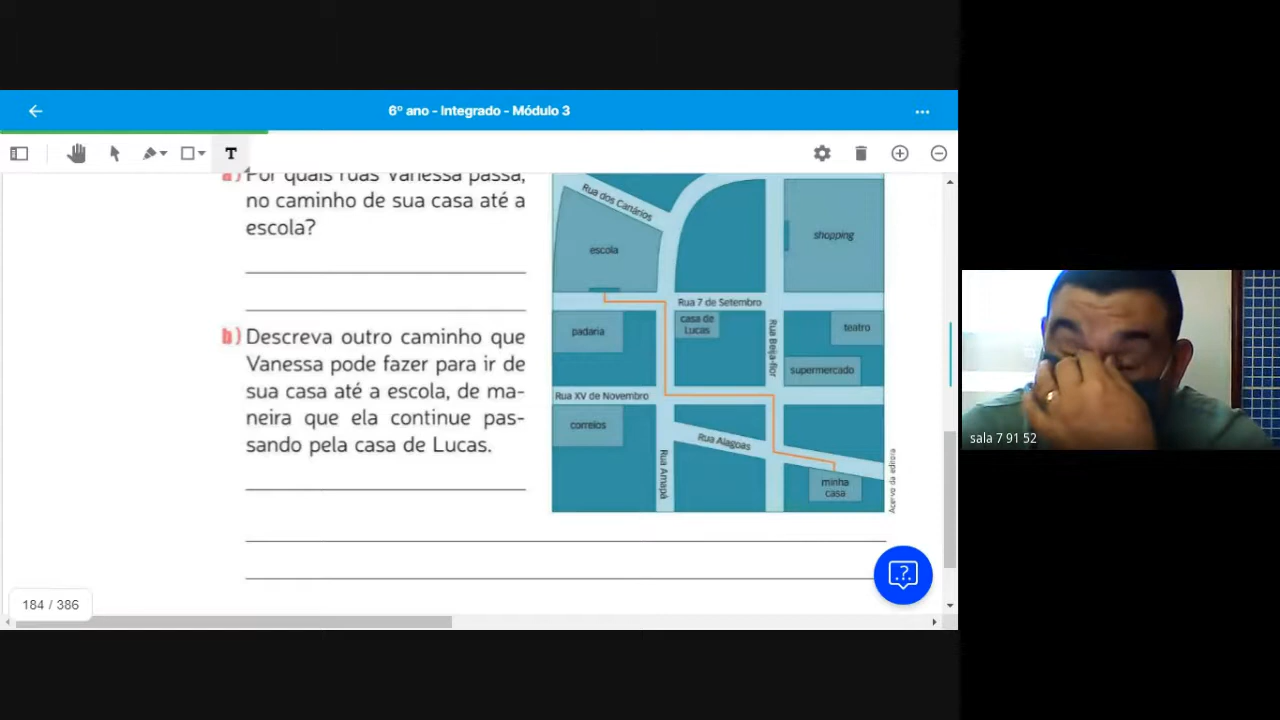 6º ano - Integrado - Módulo 3
T
a) Por quais ruas Vanessa passa,
no caminho de sua casa até a
escola?
b) Descreva outro caminho que
Vanessa pode fazer para ir de
sua casa até a escola, de ma-
neira que ela continue pas-
sando pela casa de Lucas.
Rua dos Canários
escola
shopping
Rua 7 de Setembro
padaria
casa de
Lucas
Rua Beija-flor
teatro
supermercado
Rua XV de Novembro
correios
Rua Alagoas
Rua Amapá
minha
casa
Acervo da editora
184 / 386
sala 7 91 52